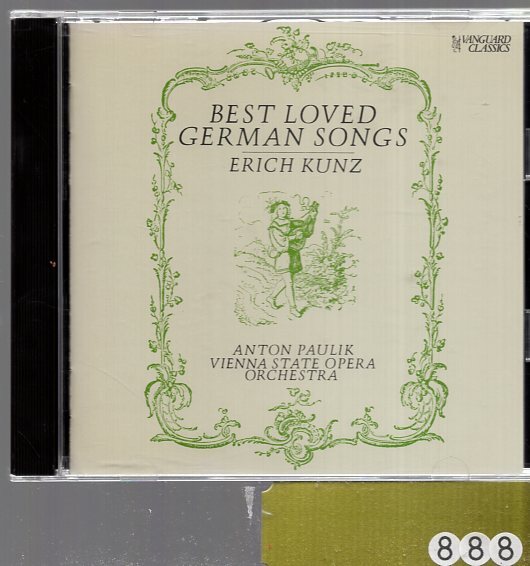 VANGUARD
CLASSICS
BEST LOVED
GERMAN SONGS
ERICH KUNZ
ANTON PAULIK
VIENNA STATE OPERA
ORCHESTRA
888